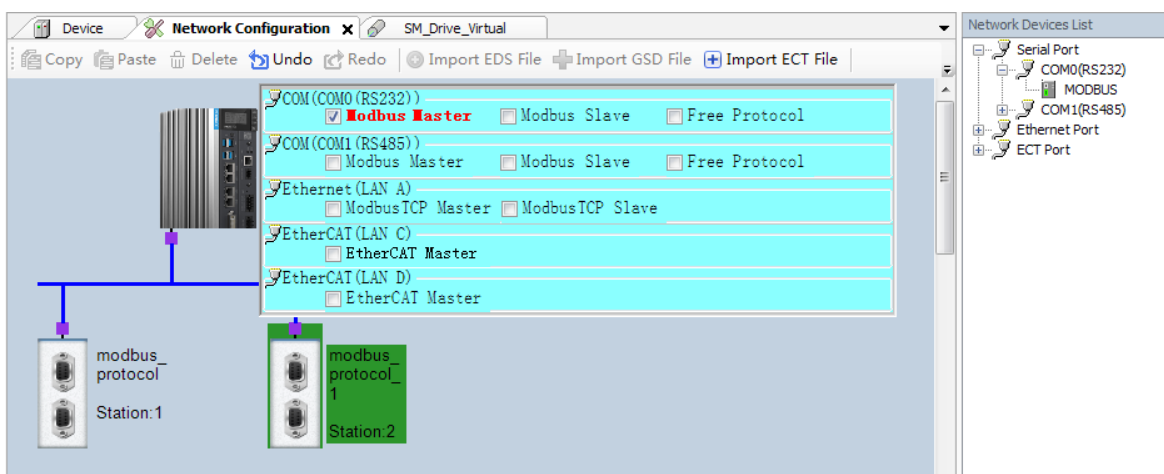 Device
Network Configuration
SM_Drive_Virtual
Copy Paste Delete Undo Redo Import EDS File Import GSD File Import ECT File
COM(COM0(RS232))
Modbus Master Modbus Slave Free Protocol
COM(COM1(RS485))
Modbus Master Modbus Slave Free Protocol
Ethernet(LAN A)
ModbusTCP Master ModbusTCP Slave
EtherCAT(LAN C)
EtherCAT Master
EtherCAT(LAN D)
EtherCAT Master
modbus_
protocol
Station:1
modbus_
protocol_
1
Station:2
Network Devices List
Serial Port
COM0(RS232)
MODBUS
COM1(RS485)
Ethernet Port
ECT Port